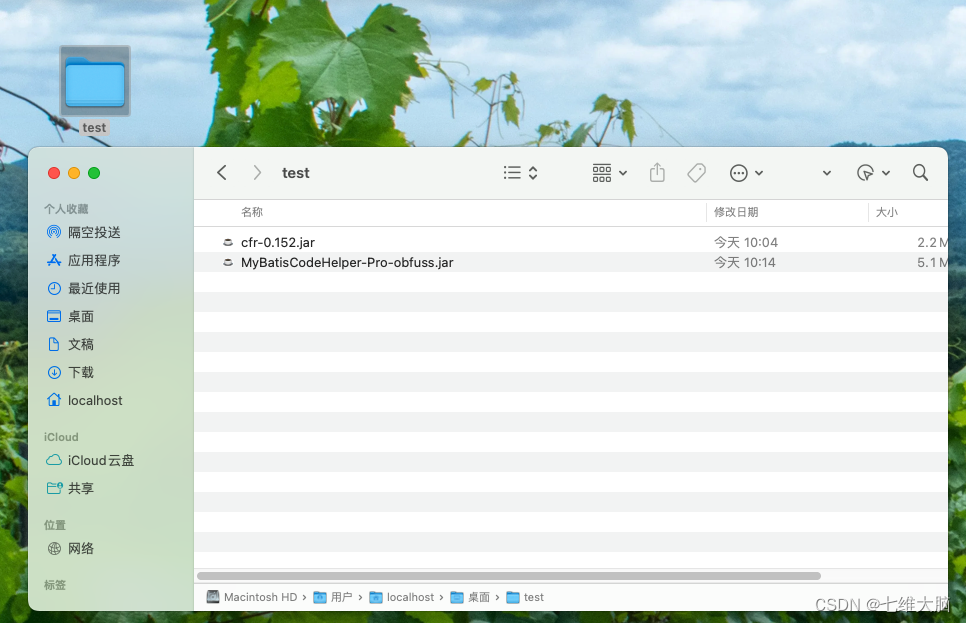 test
test
个人收藏
隔空投送
应用程序
最近使用
桌面
文稿
下载
localhost
iCloud
iCloud云盘
共享
位置
网络
标签
名称 修改日期 大小
cfr-0.152.jar 今天 10:04 2.2 M
MyBatisCodeHelper-Pro-obfuss.jar 今天 10:14 5.1 M
Macintosh HD › 用户 › localhost › 桌面 › test
CSDN @七维大脑